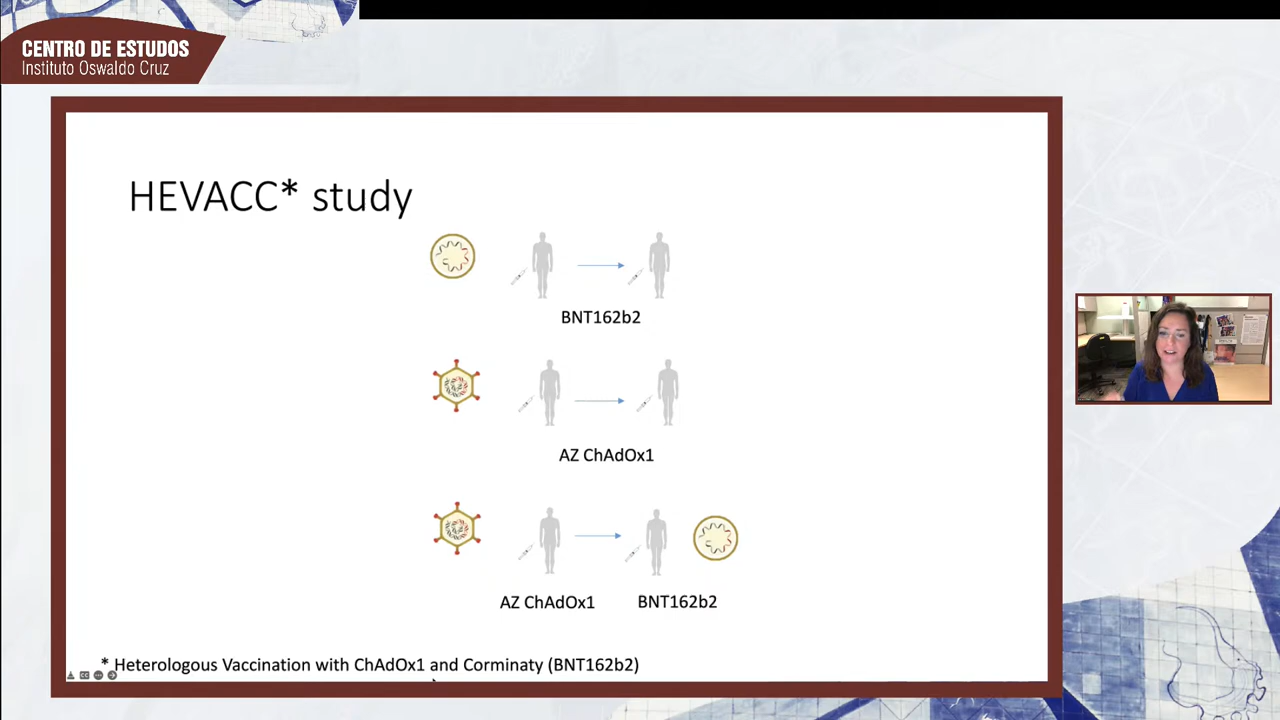 CENTRO DE ESTUDOS
Instituto Oswaldo Cruz
HEVACC* study
BNT162b2
AZ ChAdOx1
AZ ChAdOx1 BNT162b2
* Heterologous Vaccination with ChAdOx1 and Corminaty (BNT162b2)